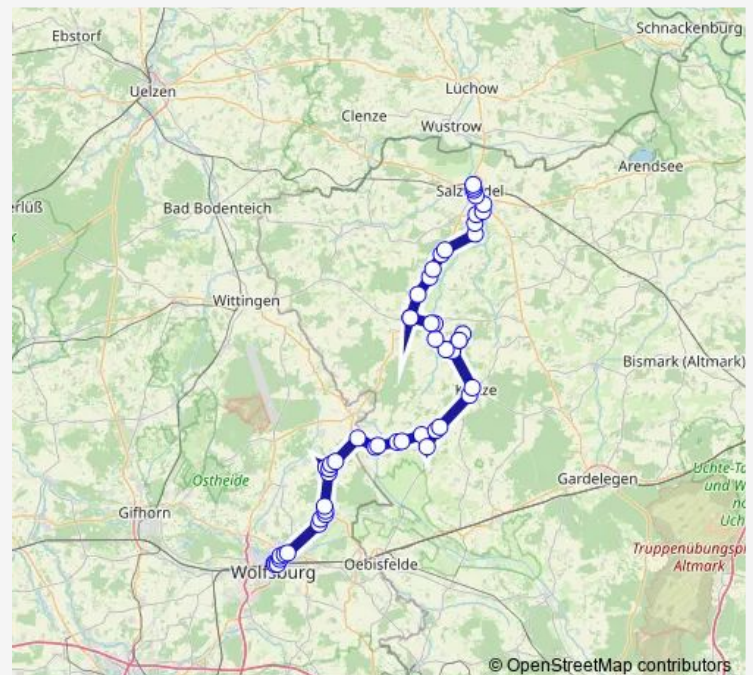 Schnackenburg
Ebstorf
Uelzen
Lüchow
Clenze
Wustrow
Arendsee
Bad Bodenteich
Wittingen
Bismark (Altmark)
Ostheide
Gardelegen
Gifhorn
Truppenübungspl
Altmark
Oebisfelde
Wolfsburg
© OpenStreetMap contributors